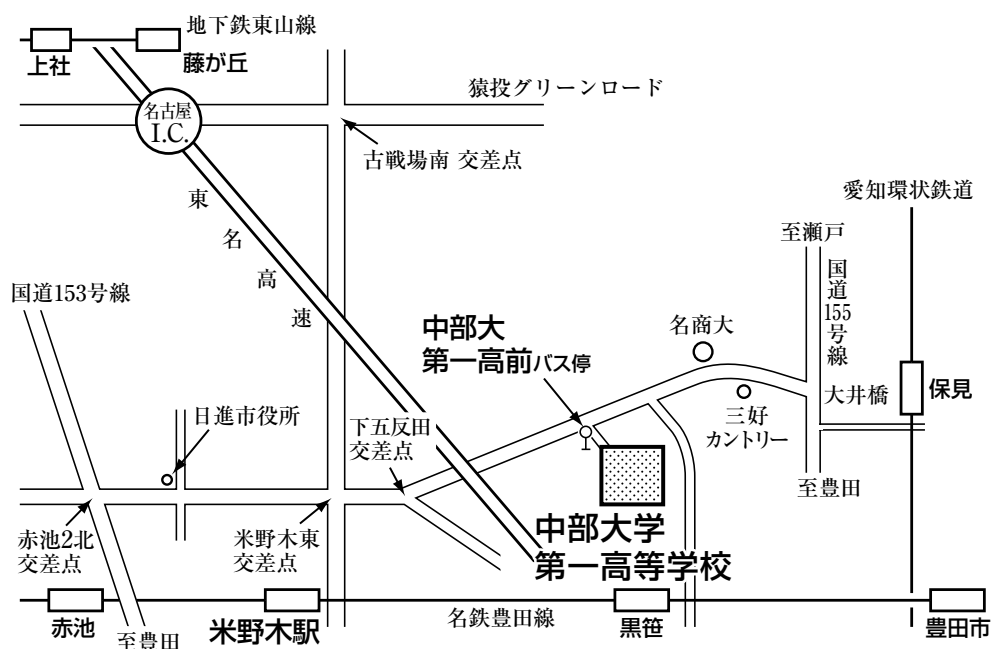 地下鉄東山線
上社
藤が丘
猿投グリーンロード
名古屋
I.C.
古戦場南 交差点
東名高速
愛知環状鉄道
至瀬戸
国道155号線
国道153号線
中部大
第一高前バス停
名商大
大井橋
保見
三好
カントリー
日進市役所
下五反田
交差点
至豊田
赤池2北
交差点
米野木東
交差点
中部大学
第一高等学校
名鉄豊田線
赤池
至豊田
米野木駅
黒笹
豊田市